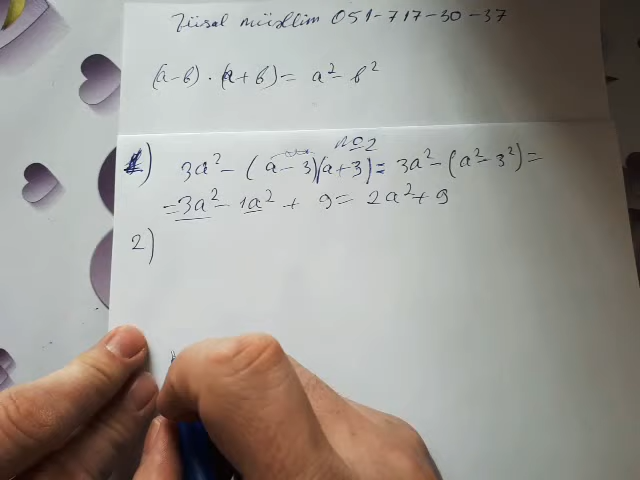 Züsal müəllim 051-717-30-37
(a-b)·(a+b)= a²-b²
№2
1) 3a²-(a-3)(a+3)= 3a²-(a²-3²)=
=3a²-1a²+9= 2a²+9
2)